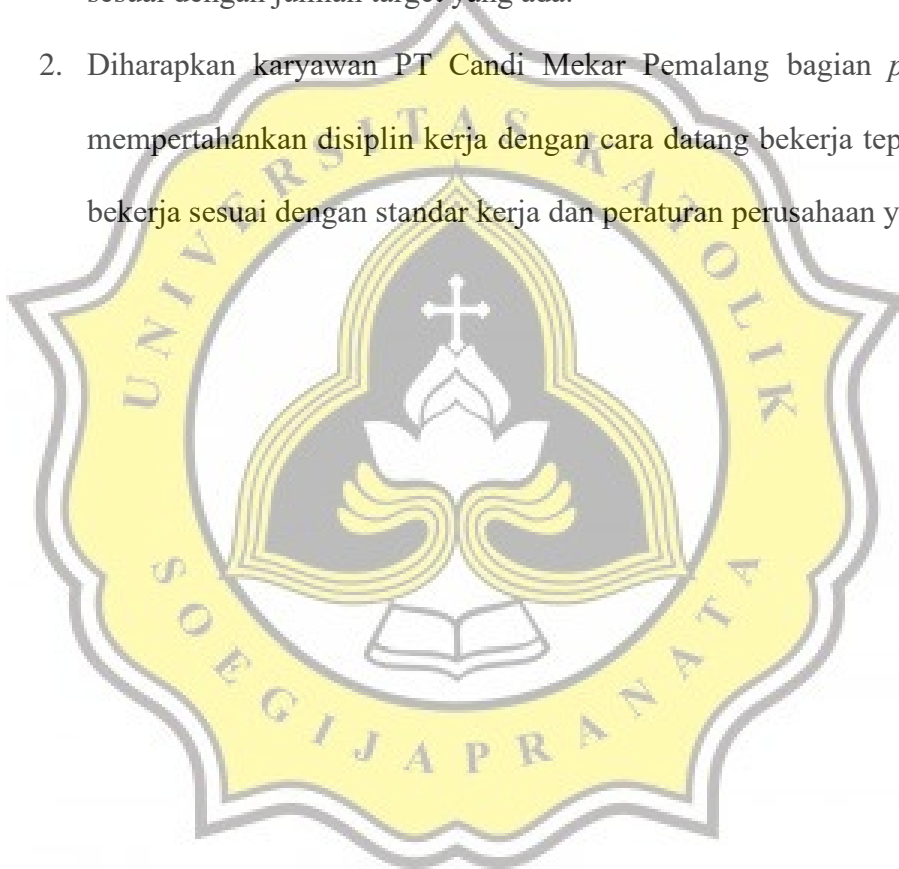 sesuai dengan jumlah target yang ada.
2. Diharapkan karyawan PT Candi Mekar Pemalang bagian
mempertahankan disiplin kerja dengan cara datang bekerja
bekerja sesuai dengan standar kerja dan peraturan perusahaan
UNIVERSITAS KATOLIK
SOEGIJAPRANATA